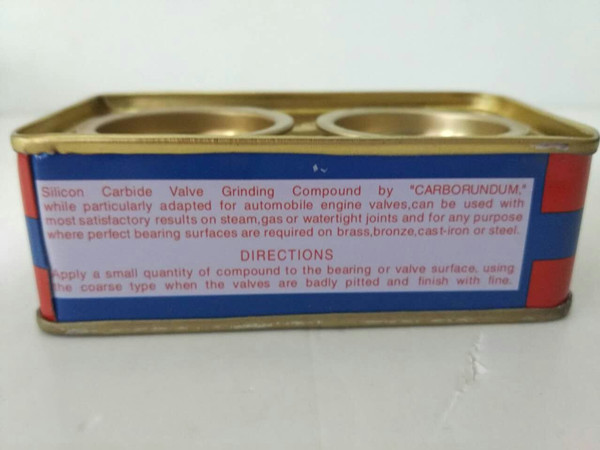 Silicon Carbide Valve Grinding Compound by "CARBORUNDUM,"
while particularly adapted for automobile engine valves,can be used with
most satisfactory results on steam,gas or watertight joints and for any purpose
where perfect bearing surfaces are required on brass,bronze,cast-iron or steel.
DIRECTIONS
Apply a small quantity of compound to the bearing or valve surface, using
the coarse type when the valves are badly pitted and finish with fine.